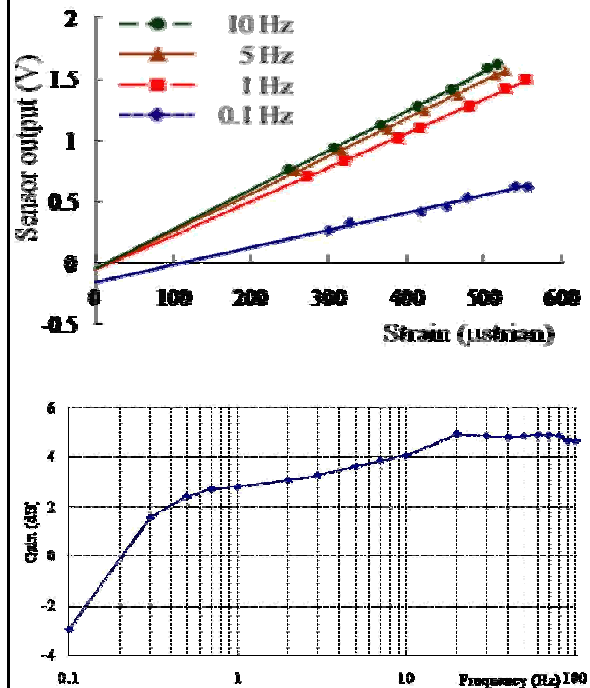 2
10 Hz
5 Hz
1.5
1 Hz
0.1 Hz
1
0.5
0
0 100 200 300 400 500 600
-0.5
Sensor output (V)
Strain (μstrian)
6
4
2
0
-2
-4
Gain (dB)
0.1 1 10 Frequency (Hz) 100